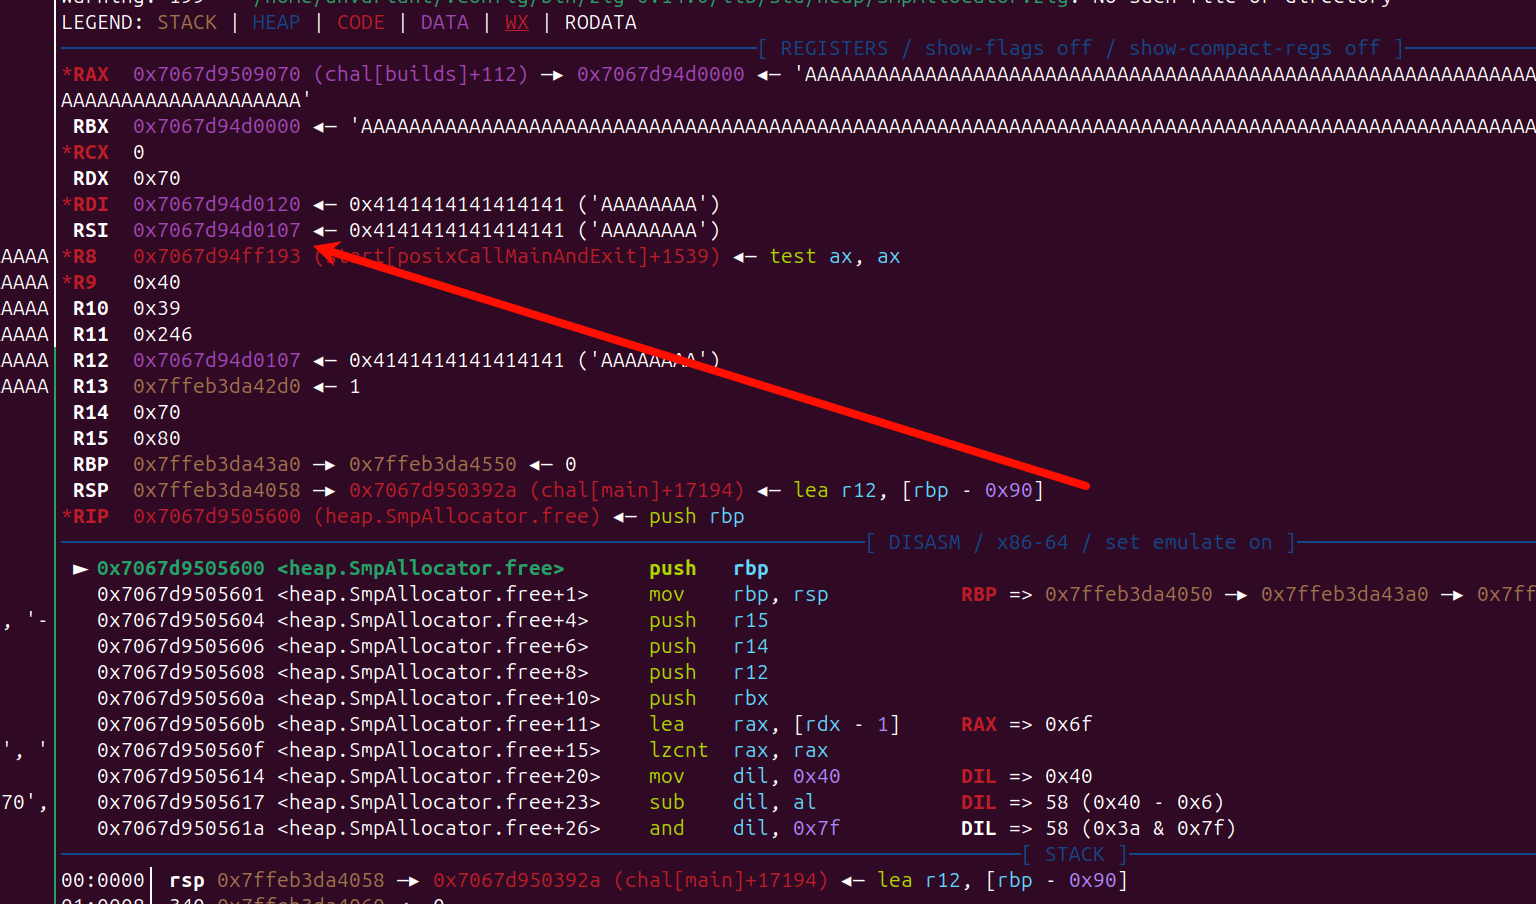 LEGEND: STACK | HEAP | CODE | DATA | WX | RODATA
[ REGISTERS / show-flags off / show-compact-regs off ]
*RAX  0x7067d9509070 (chal[builds]+112) —▸ 0x7067d94d0000 ◂— 'AAAAAAAAAAAAAAAAAAAAAAAAAAAAAAAAAAAAAAAAAAAAAAAAAAAAAAAAAAAAA
AAAAAAAAAAAAAAAAAAAA'
RBX  0x7067d94d0000 ◂— 'AAAAAAAAAAAAAAAAAAAAAAAAAAAAAAAAAAAAAAAAAAAAAAAAAAAAAAAAAAAAAAAAAAAAAAAAAAAAAAAAAAAAAAAAAAAAAAAAAA
*RCX  0
RDX  0x70
*RDI  0x7067d94d0120 ◂— 0x4141414141414141 ('AAAAAAAA')
RSI  0x7067d94d0107 ◂— 0x4141414141414141 ('AAAAAAAA')
AAAA *R8  0x7067d94ff193 (start[posixCallMainAndExit]+1539) ◂— test ax, ax
AAAA *R9  0x40
AAAA R10  0x39
AAAA R11  0x246
AAAA R12  0x7067d94d0107 ◂— 0x4141414141414141 ('AAAAAAAA')
AAAA R13  0x7ffeb3da42d0 ◂— 1
R14  0x70
R15  0x80
RBP  0x7ffeb3da43a0 —▸ 0x7ffeb3da4550 ◂— 0
RSP  0x7ffeb3da4058 —▸ 0x7067d950392a (chal[main]+17194) ◂— lea r12, [rbp - 0x90]
*RIP  0x7067d9505600 (heap.SmpAllocator.free) ◂— push rbp
[ DISASM / x86-64 / set emulate on ]
► 0x7067d9505600 <heap.SmpAllocator.free>       push   rbp
0x7067d9505601 <heap.SmpAllocator.free+1>     mov    rbp, rsp     RBP => 0x7ffeb3da4050 —▸ 0x7ffeb3da43a0 —▸ 0x7ff
, '- 0x7067d9505604 <heap.SmpAllocator.free+4>     push   r15
0x7067d9505606 <heap.SmpAllocator.free+6>     push   r14
0x7067d9505608 <heap.SmpAllocator.free+8>     push   r12
0x7067d950560a <heap.SmpAllocator.free+10>    push   rbx
0x7067d950560b <heap.SmpAllocator.free+11>    lea    rax, [rdx - 1]     RAX => 0x6f
', ' 0x7067d950560f <heap.SmpAllocator.free+15>    lzcnt  rax, rax
0x7067d9505614 <heap.SmpAllocator.free+20>    mov    dil, 0x40     DIL => 0x40
70', 0x7067d9505617 <heap.SmpAllocator.free+23>    sub    dil, al     DIL => 58 (0x40 - 0x6)
0x7067d950561a <heap.SmpAllocator.free+26>    and    dil, 0x7f     DIL => 58 (0x3a & 0x7f)
[ STACK ]
00:0000│ rsp 0x7ffeb3da4058 —▸ 0x7067d950392a (chal[main]+17194) ◂— lea r12, [rbp - 0x90]